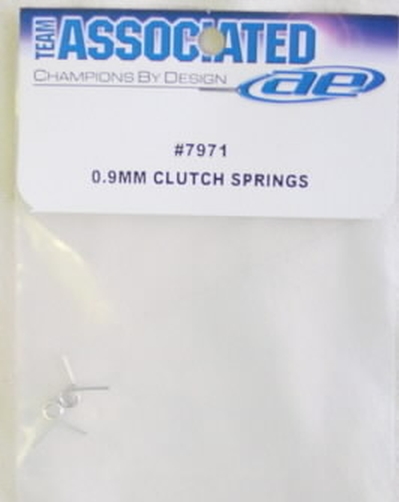 TEAM ASSOCIATED
CHAMPIONS BY DESIGN
ae
#7971
0.9MM CLUTCH SPRINGS